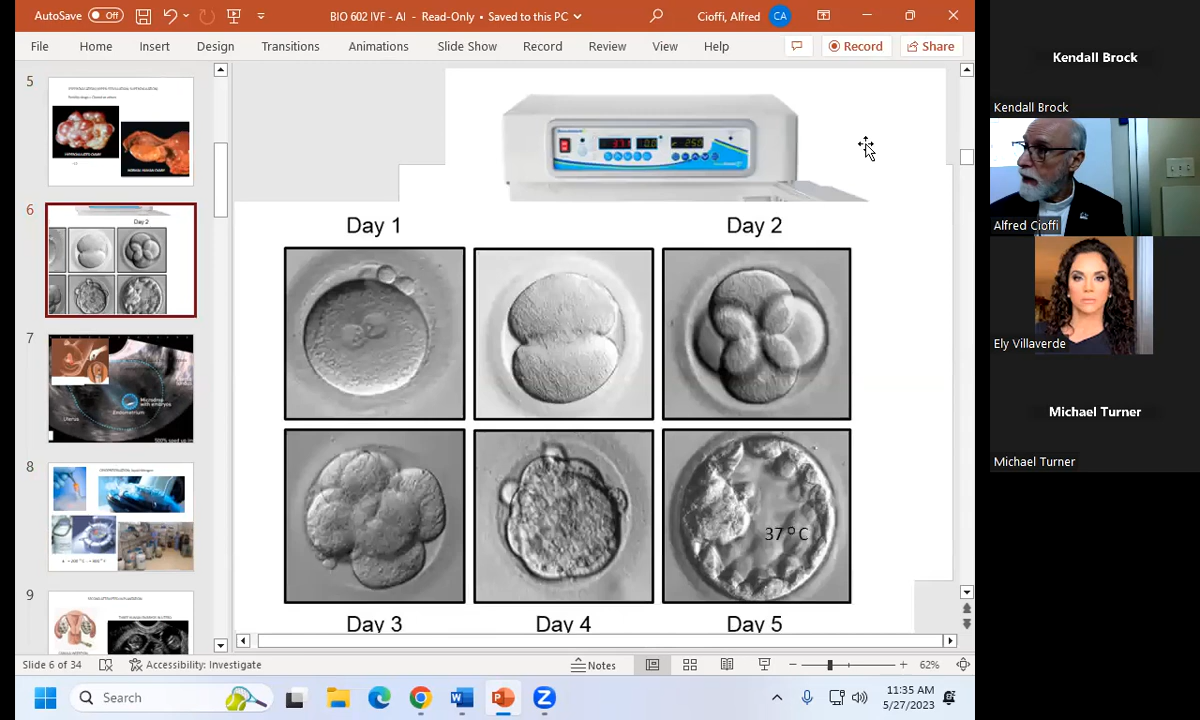 AutoSave Off
BIO 602 IVF - AI - Read-Only • Saved to this PC
Cioffi, Alfred CA
File Home Insert Design Transitions Animations Slide Show Record Review View Help
Record Share
5
6
Day 2
7
Uterus
Endometrium
8
9
Day 1 Day 2
37 ° C
Day 3 Day 4 Day 5
Slide 6 of 34 Accessibility: Investigate Notes 62%
Search
11:35 AM
5/27/2023
Kendall Brock
Kendall Brock
Alfred Cioffi
Ely Villaverde
Michael Turner
Michael Turner